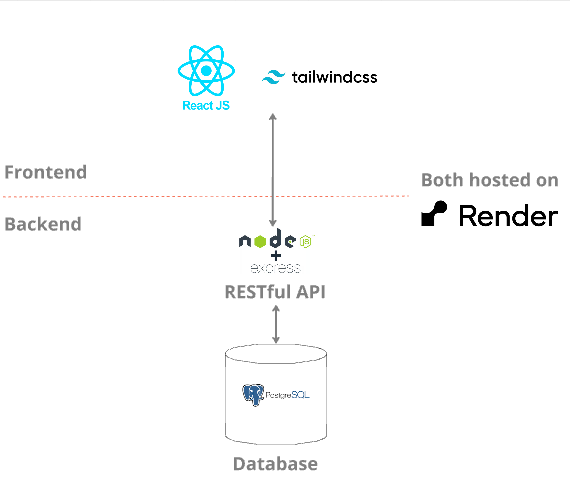 React JS
tailwindcss
Frontend
Both hosted on
Render
Backend
node
JS
+
express
RESTful API
PostgreSQL
Database